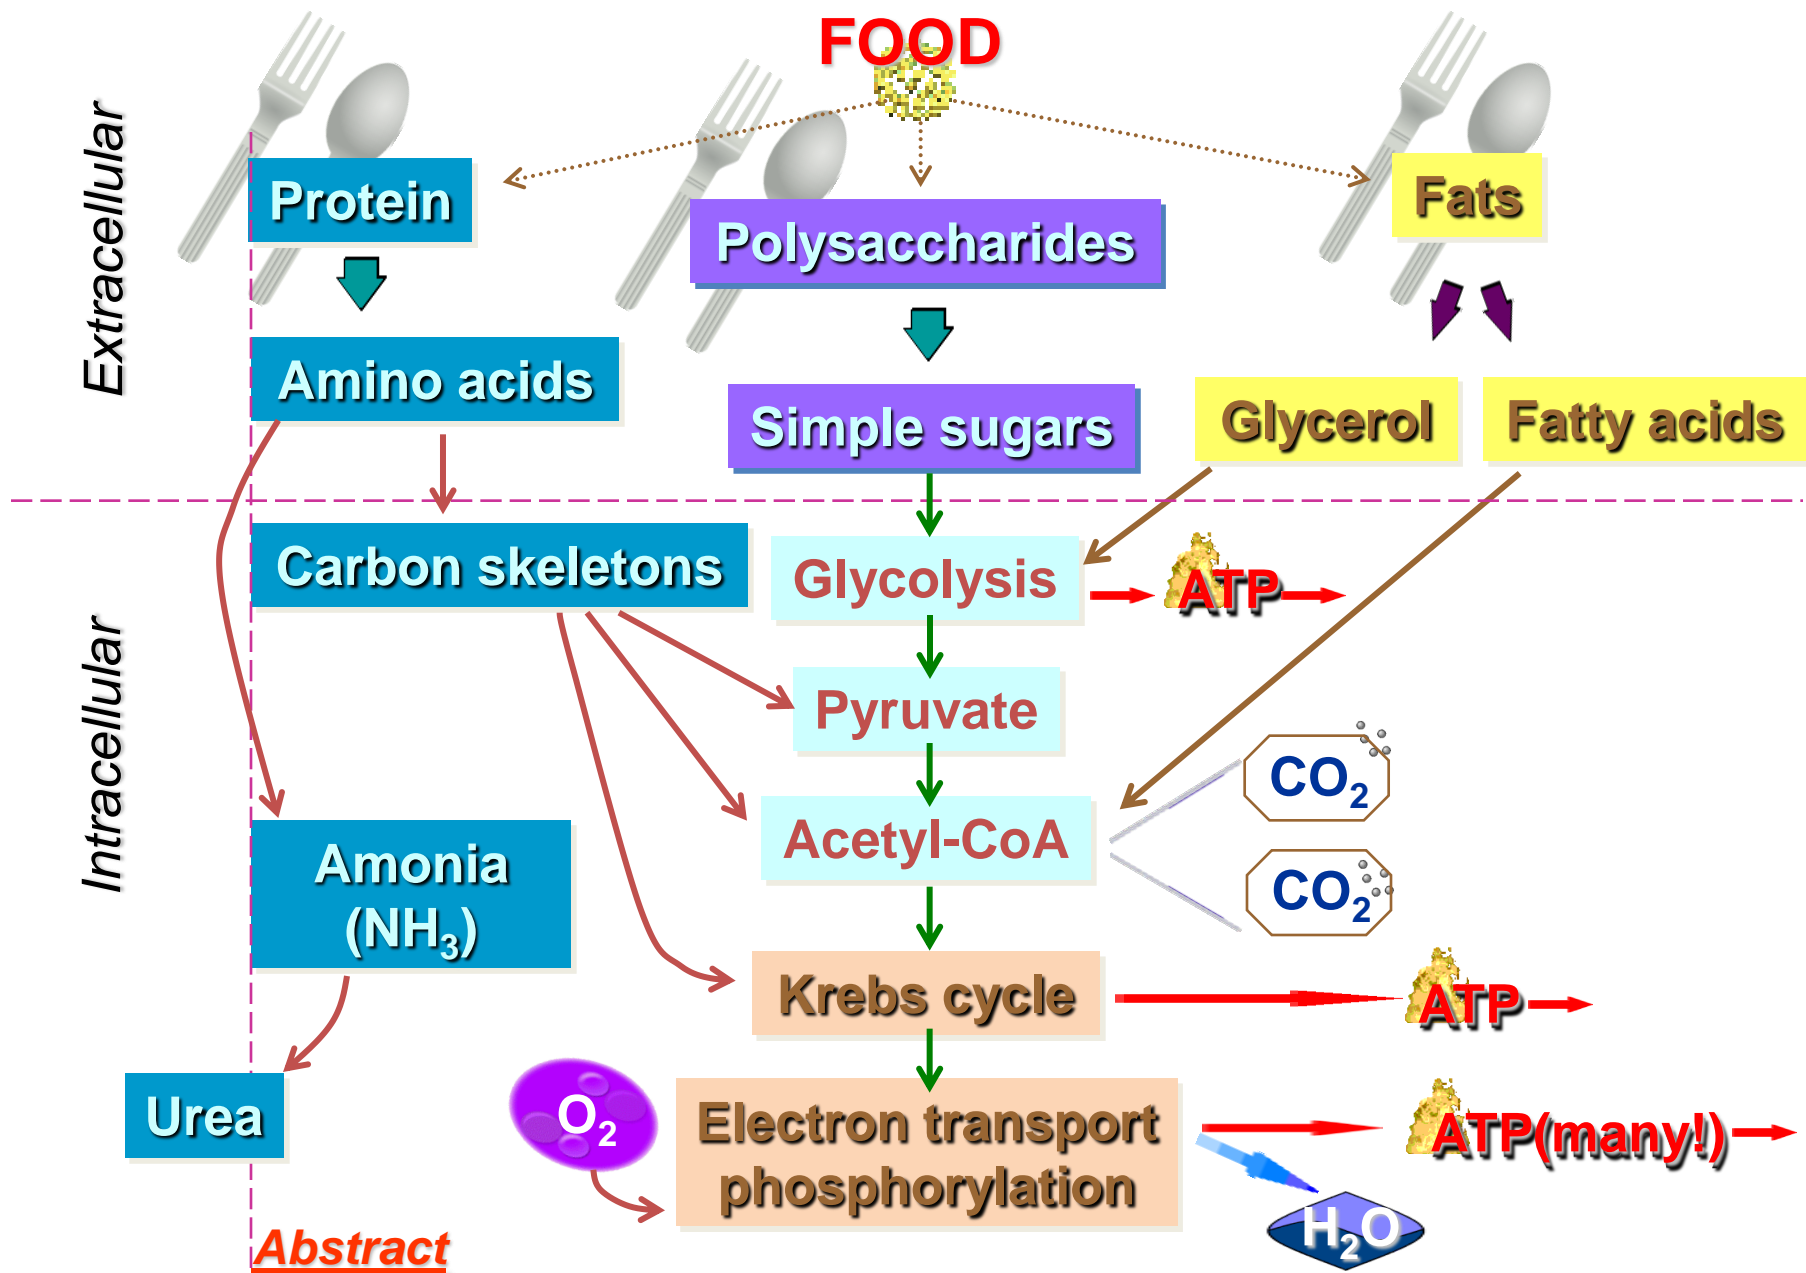 FOOD
Extracellular
Protein
Polysaccharides
Fats
Amino acids
Simple sugars
Glycerol
Fatty acids
Intracellular
Carbon skeletons
Glycolysis
ATP
Pyruvate
Acetyl-CoA
CO2
CO2
Amonia
(NH3)
Krebs cycle
ATP
Urea
O2
Electron transport
phosphorylation
ATP(many!)
H2O
Abstract